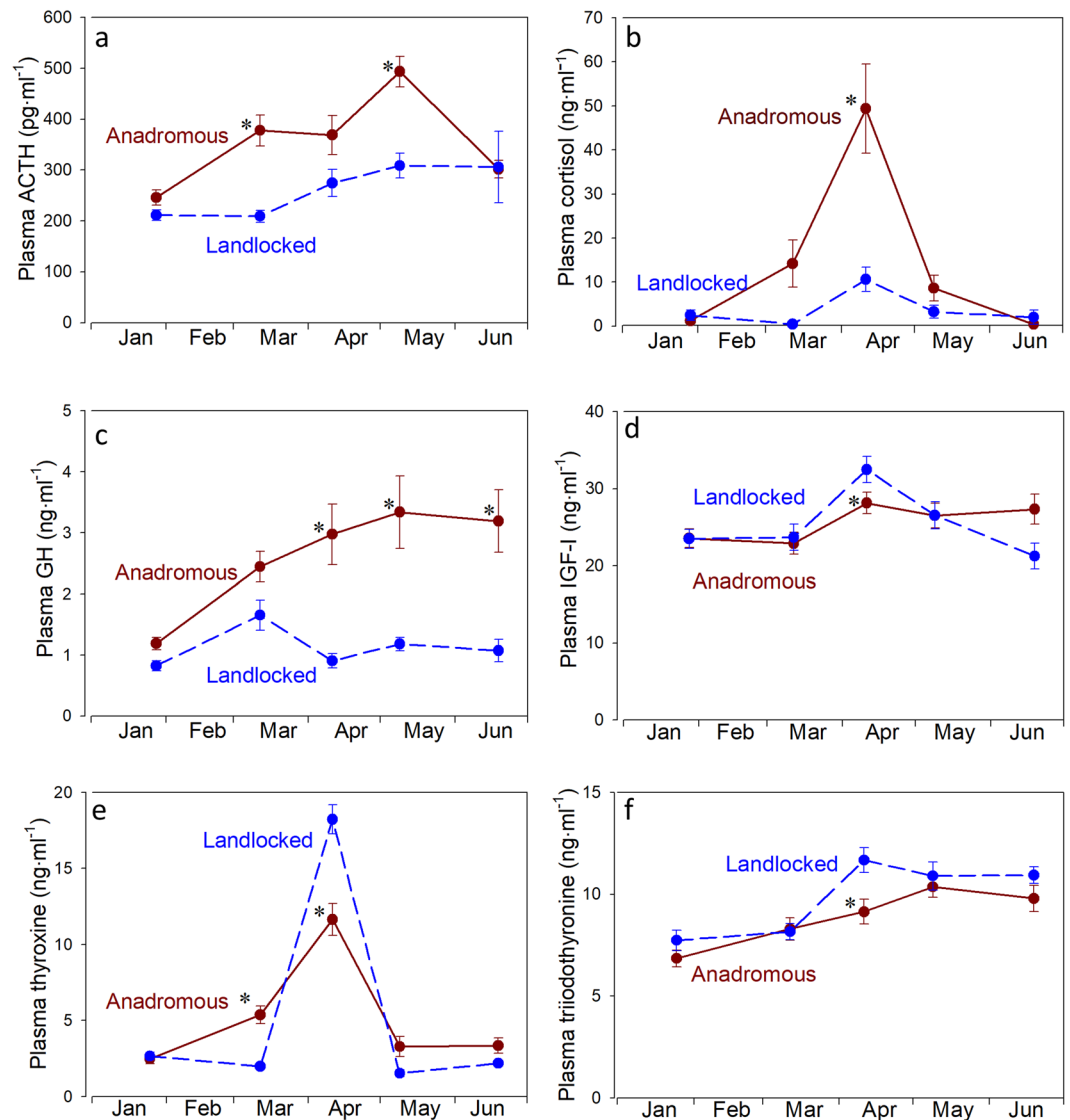 a
Plasma ACTH (pg·ml⁻¹)
600
500
400
300
200
100
0
*
*
Anadromous
Landlocked
Jan Feb Mar Apr May Jun
b
Plasma cortisol (ng·ml⁻¹)
70
60
50
40
30
20
10
0
*
Anadromous
Landlocked
Jan Feb Mar Apr May Jun
c
Plasma GH (ng·ml⁻¹)
5
4
3
2
1
0
*
*
*
Anadromous
Landlocked
Jan Feb Mar Apr May Jun
d
Plasma IGF-I (ng·ml⁻¹)
40
30
20
10
0
Landlocked
*
Anadromous
Jan Feb Mar Apr May Jun
e
Plasma thyroxine (ng·ml⁻¹)
20
15
10
5
0
Landlocked
*
*
Anadromous
Jan Feb Mar Apr May Jun
f
Plasma triiodothyronine (ng·ml⁻¹)
15
10
5
0
Landlocked
*
Anadromous
Jan Feb Mar Apr May Jun